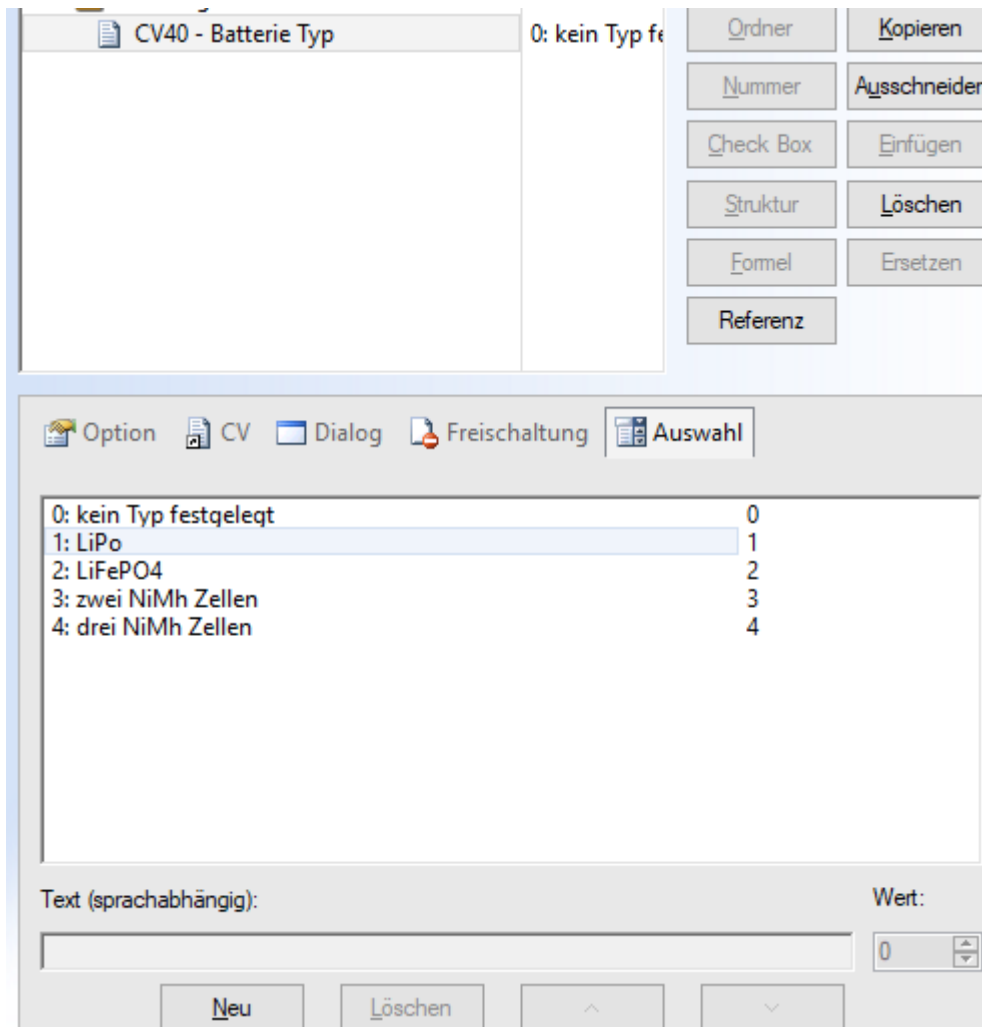 CV40 - Batterie Typ
0: kein Typ fe
Ordner
Kopieren
Nummer
Ausschneiden
Check Box
Einfügen
Struktur
Löschen
Formel
Ersetzen
Referenz
Option
CV
Dialog
Freischaltung
Auswahl
0: kein Typ festgelegt 0
1: LiPo 1
2: LiFePO4 2
3: zwei NiMh Zellen 3
4: drei NiMh Zellen 4
Text (sprachabhängig): Wert:
0
Neu
Löschen